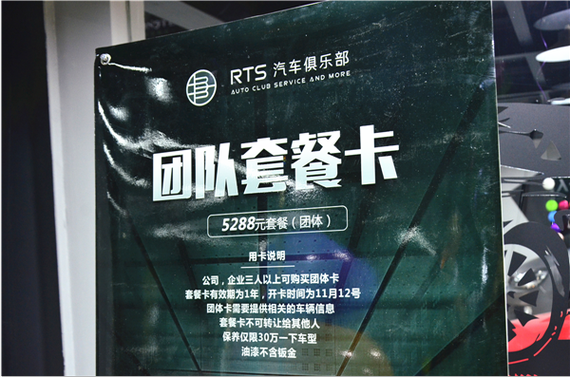 RTS 汽车俱乐部
AUTO CLUB SERVICE AND MORE
团队套餐卡
5288元套餐（团体）
用卡说明
公司，企业三人以上可购买团体卡
套餐卡有效期为1年，开卡时间为11月12号
团体卡需要提供相关的车辆信息
套餐卡不可转让给其他人
保养仅限30万一下车型
油漆不含钣金